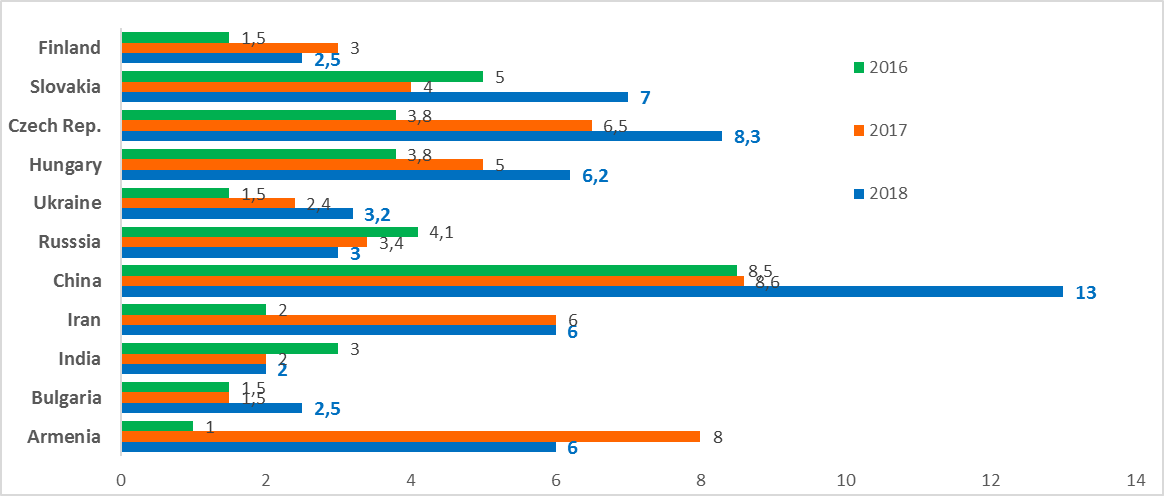 Finland 1,5
3
2,5
Slovakia 5
4
7
Czech Rep. 3,8
6,5
8,3
Hungary 3,8
5
6,2
Ukraine 1,5
2,4
3,2
Russsia 4,1
3,4
3
China 8,5
8,6
13
Iran 2
6
6
India 3
2
2
Bulgaria 1,5
1,5
2,5
Armenia 1
8
6
0 2 4 6 8 10 12 14
2016
2017
2018